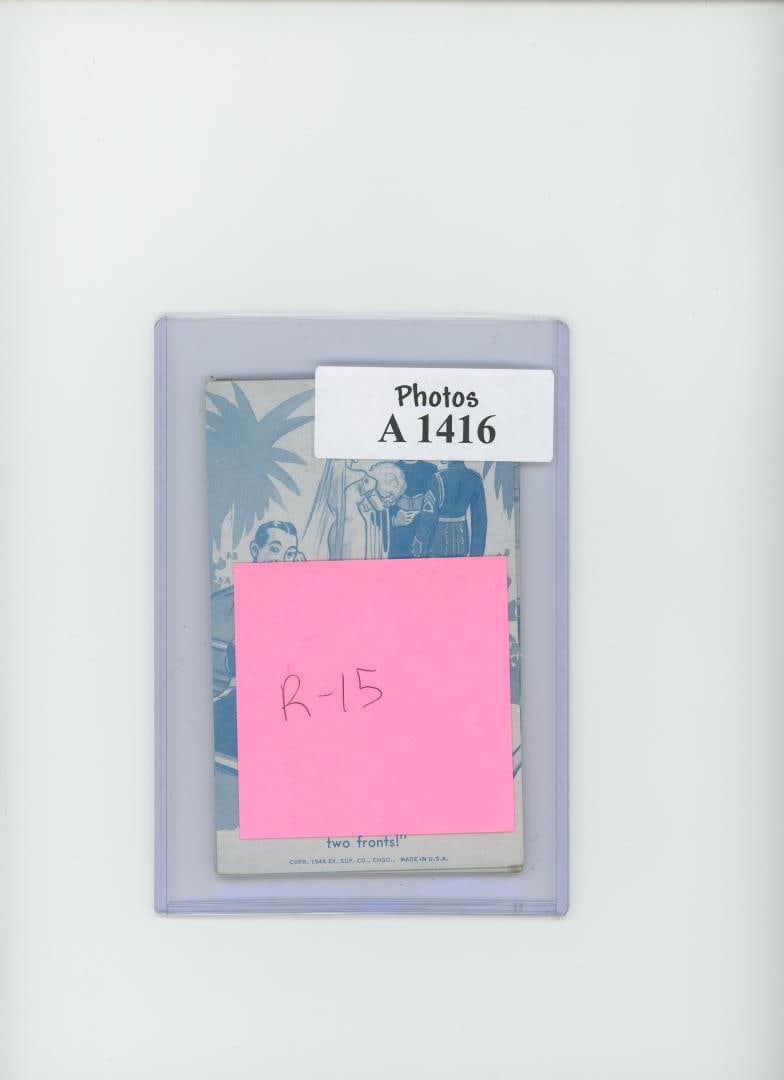 Photos
A 1416
R-15
two fronts!"
COPR. 1944 EX. SUP. CO., CHGO., MADE IN U.S.A.